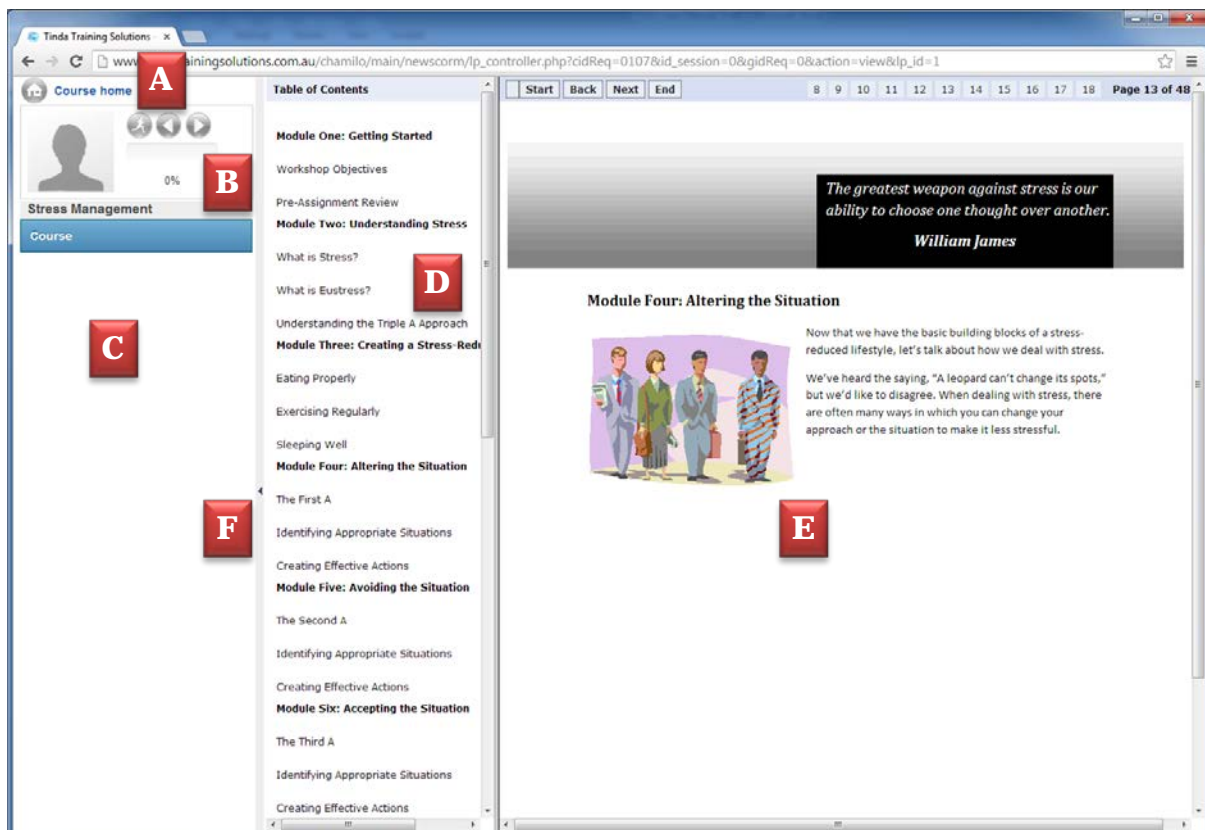 Tinda Training Solutions
www. ainingsolutions.com.au/chamilo/main/newscorm/lp_controller.php?cidReq=0107&id_session=0&gidReq=0&action=view&lp_id=1
A
Course home
0%
B
Stress Management
Course
C
F
Table of Contents
Module One: Getting Started
Workshop Objectives
Pre-Assignment Review
Module Two: Understanding Stress
What is Stress?
D
What is Eustress?
Understanding the Triple A Approach
Module Three: Creating a Stress-Redu
Eating Properly
Exercising Regularly
Sleeping Well
Module Four: Altering the Situation
The First A
Identifying Appropriate Situations
Creating Effective Actions
Module Five: Avoiding the Situation
The Second A
Identifying Appropriate Situations
Creating Effective Actions
Module Six: Accepting the Situation
The Third A
Identifying Appropriate Situations
Creating Effective Actions
Start Back Next End 8 9 10 11 12 13 14 15 16 17 18 Page 13 of 48
The greatest weapon against stress is our
ability to choose one thought over another.
William James
Module Four: Altering the Situation
Now that we have the basic building blocks of a stress-
reduced lifestyle, let's talk about how we deal with stress.
We've heard the saying, "A leopard can't change its spots,"
but we'd like to disagree. When dealing with stress, there
are often many ways in which you can change your
approach or the situation to make it less stressful.
E